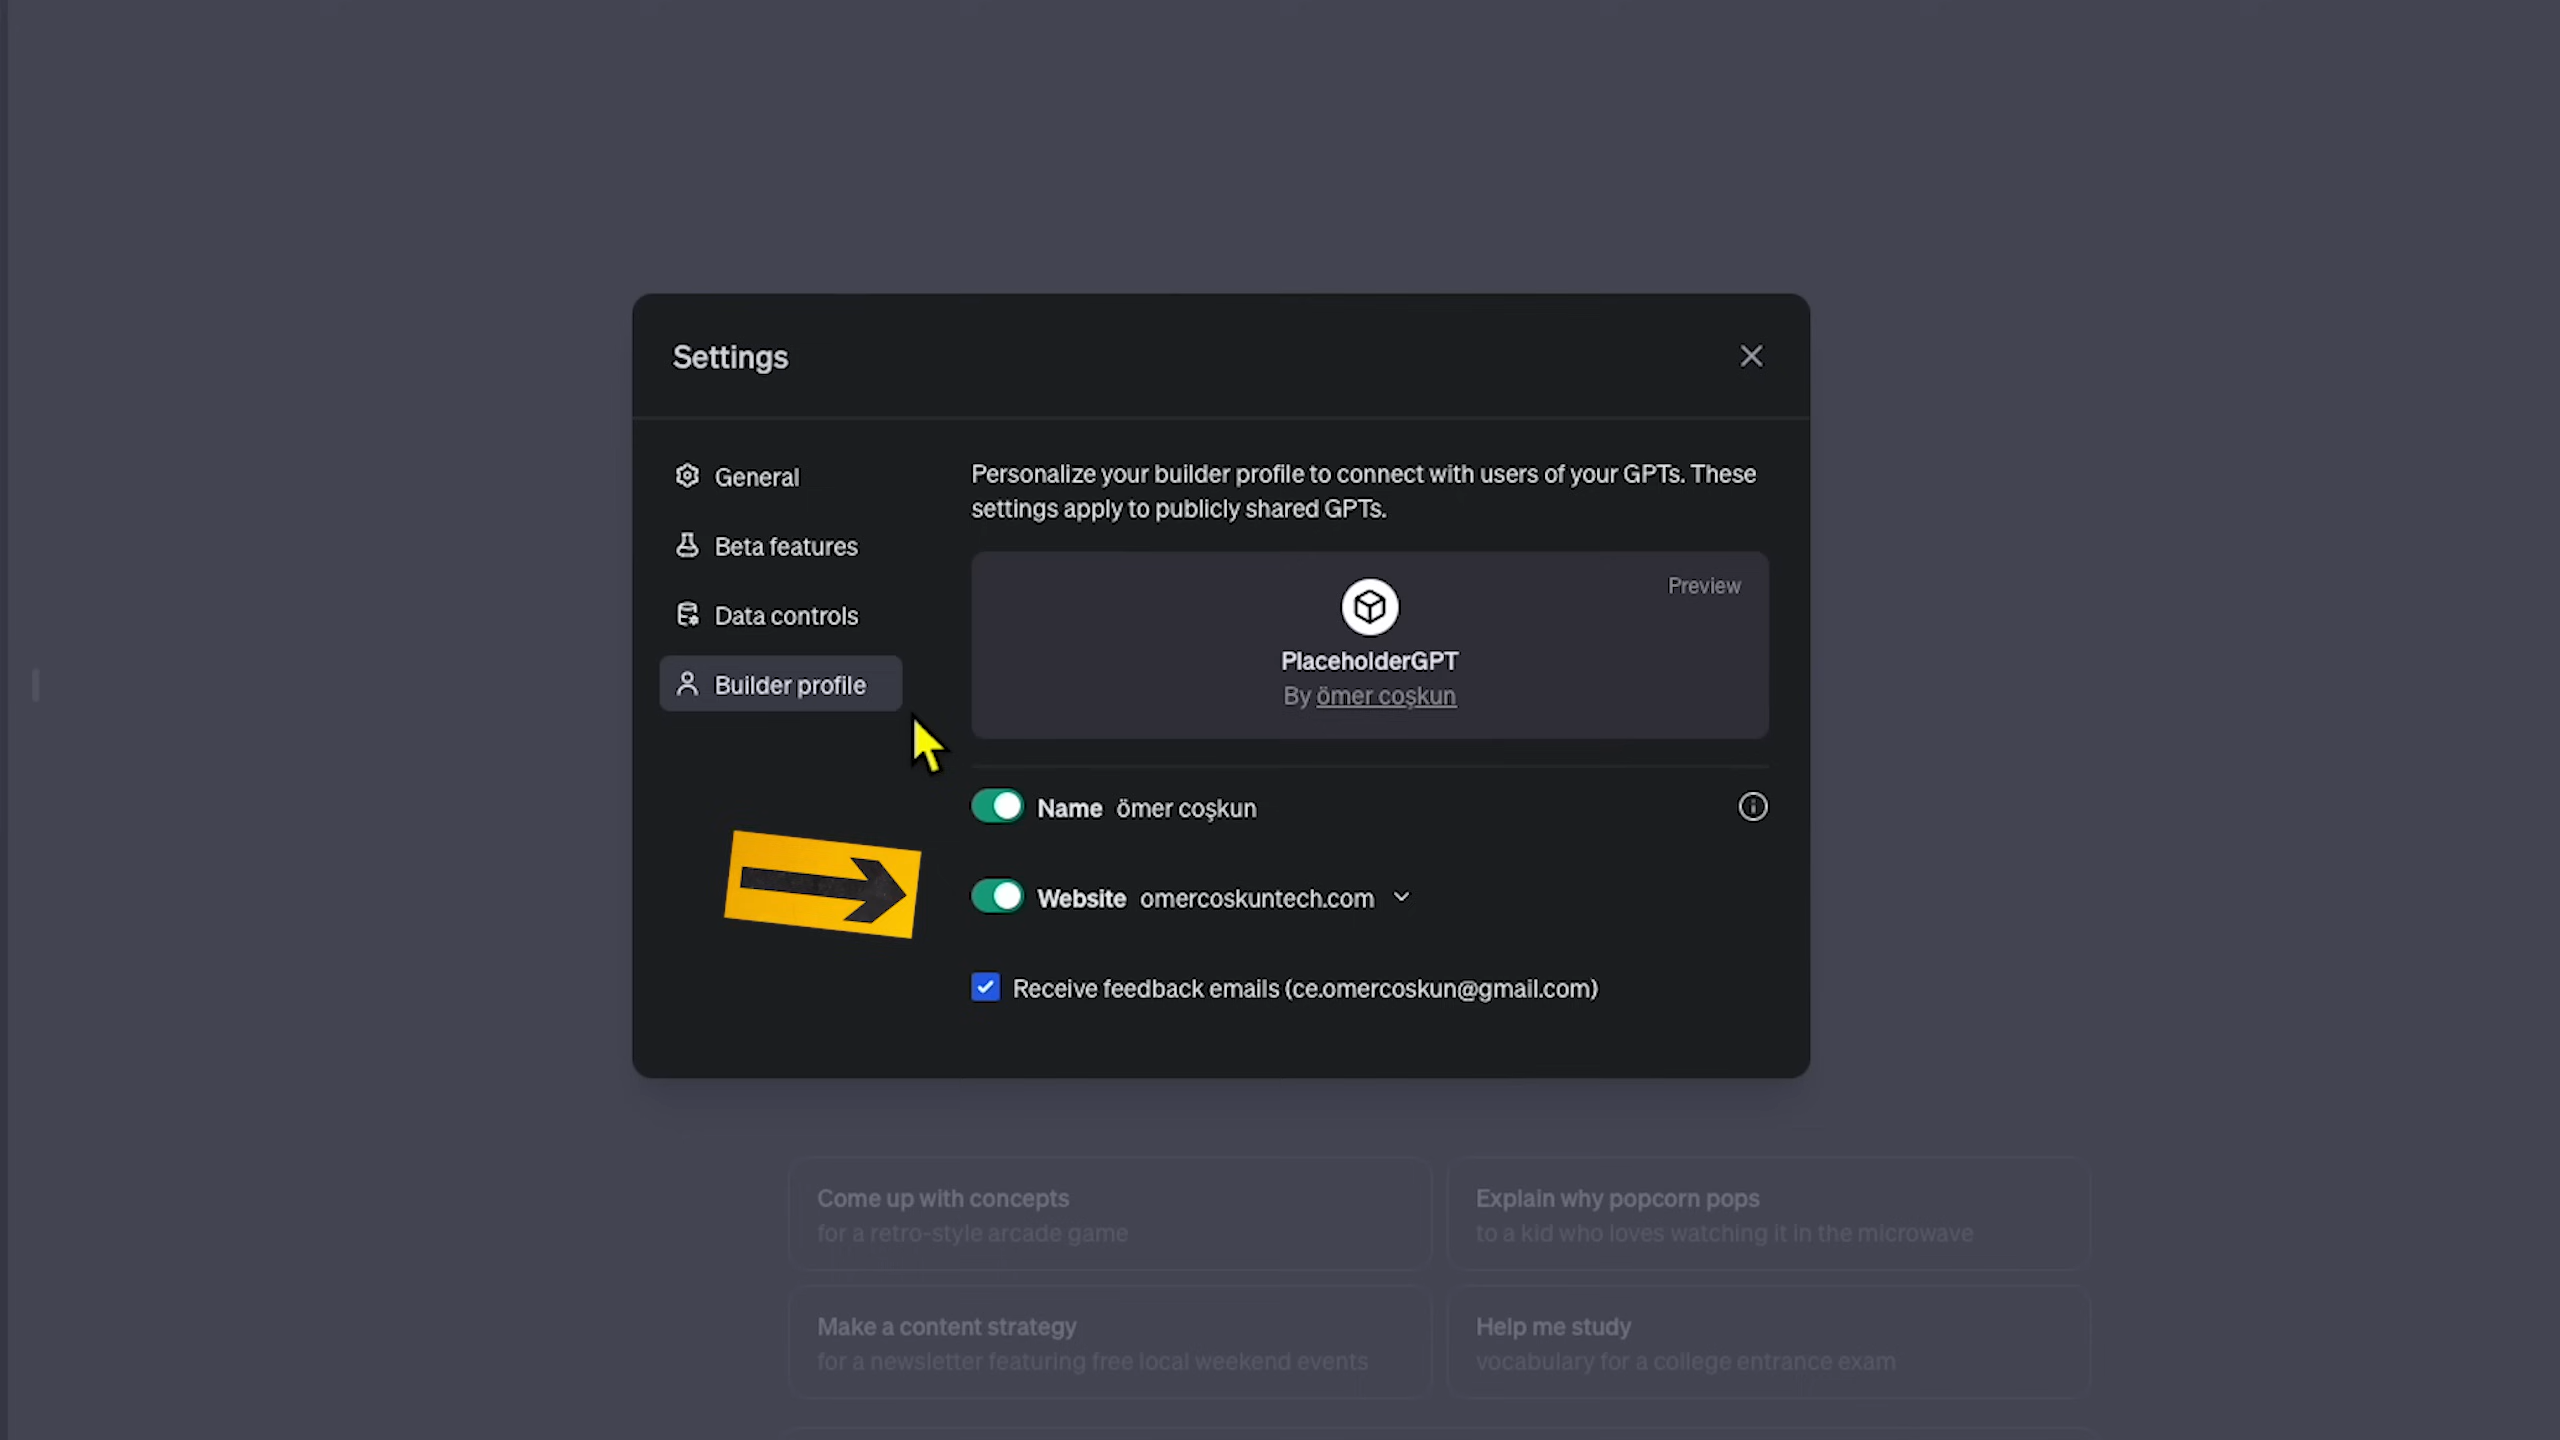 Settings
General
Beta features
Data controls
Builder profile
Personalize your builder profile to connect with users of your GPTs. These
settings apply to publicly shared GPTs.
Preview
PlaceholderGPT
By ömer coşkun
Name ömer coşkun
Website omercoskuntech.com
Receive feedback emails (ce.omercoskun@gmail.com)
Come up with concepts
for a retro-style arcade game
Explain why popcorn pops
to a kid who loves watching it in the microwave
Make a content strategy
for a newsletter featuring free local weekend events
Help me study
vocabulary for a college entrance exam